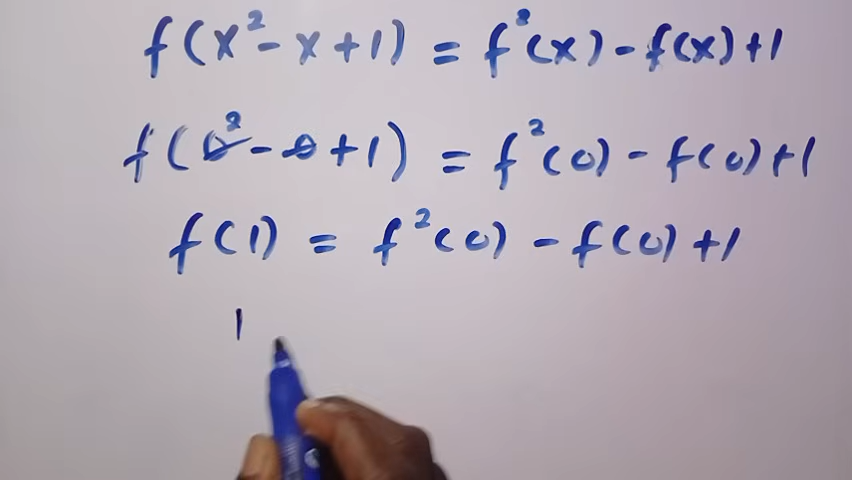 f(x² - x + 1) = f²(x) - f(x) + 1
f(0² - 0 + 1) = f²(0) - f(0) + 1
f(1) = f²(0) - f(0) + 1
1